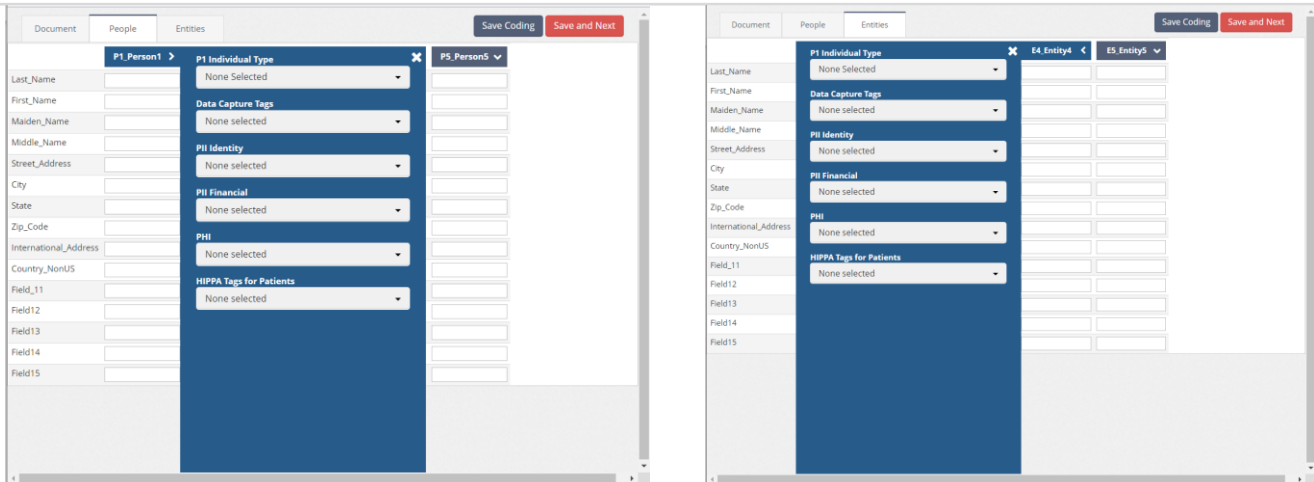 Document People Entities Save Coding Save and Next
P1_Person1 P1 Individual Type P5_Person5
None Selected
Last_Name
First_Name
Data Capture Tags
Maiden_Name
None selected
Middle_Name
PII Identity
Street_Address
None selected
City
PII Financial
State
None selected
Zip_Code
PHI
International_Address
None selected
Country_NonUS
HIPPA Tags for Patients
Field_11
None selected
Field12
Field13
Field14
Field15
Document People Entities Save Coding Save and Next
P1 Individual Type E4_Entity4 E5_Entity5
None Selected
Last_Name
First_Name
Data Capture Tags
Maiden_Name
None selected
Middle_Name
PII Identity
Street_Address
None selected
City
PII Financial
State
None selected
Zip_Code
PHI
International_Address
None selected
Country_NonUS
HIPPA Tags for Patients
Field_11
None selected
Field12
Field13
Field14
Field15